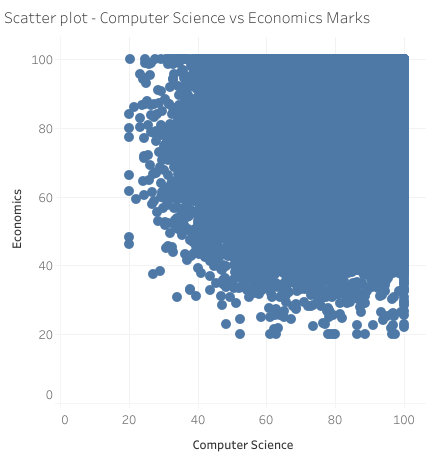 Scatter plot - Computer Science vs Economics Marks
100
80
60
40
20
0
Economics
0 20 40 60 80 100
Computer Science